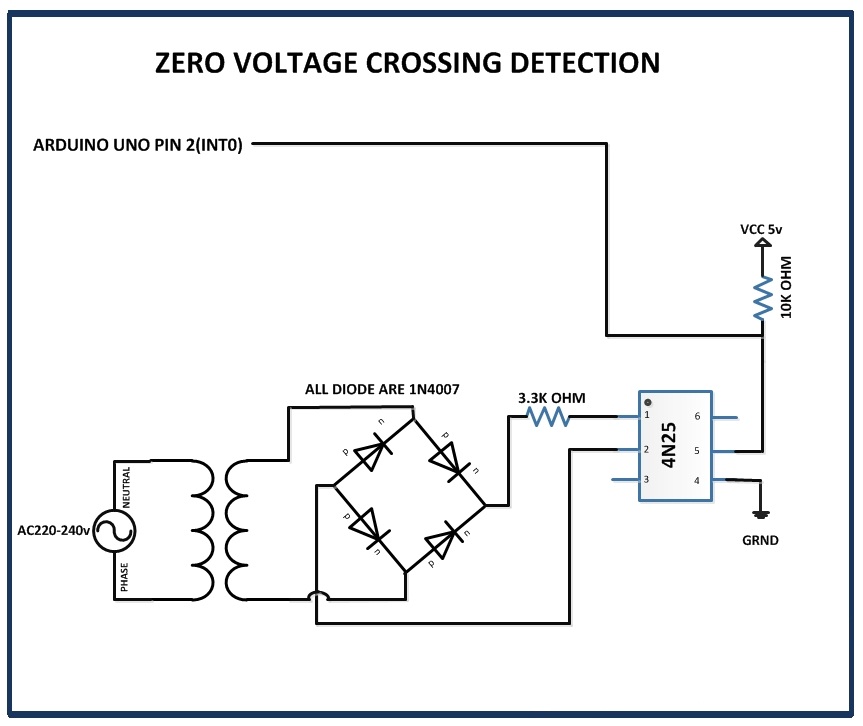 ZERO VOLTAGE CROSSING DETECTION
ARDUINO UNO PIN 2(INT0)
VCC 5v
10K OHM
ALL DIODE ARE 1N4007
3.3K OHM
4N25
1
2
3
4
5
6
GRND
p
n
n
p
n
p
p
n
PHASE
NEUTRAL
AC220-240v